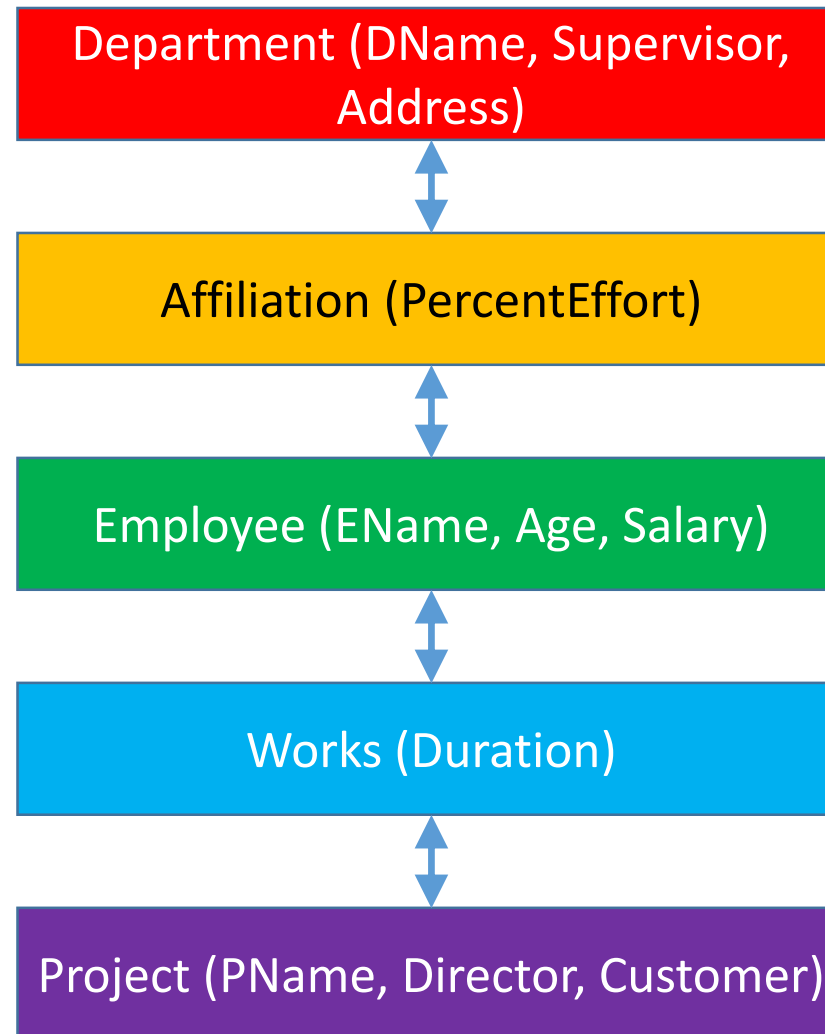 Department (DName, Supervisor,
Address)
Affiliation (PercentEffort)
Employee (EName, Age, Salary)
Works (Duration)
Project (PName, Director, Customer)